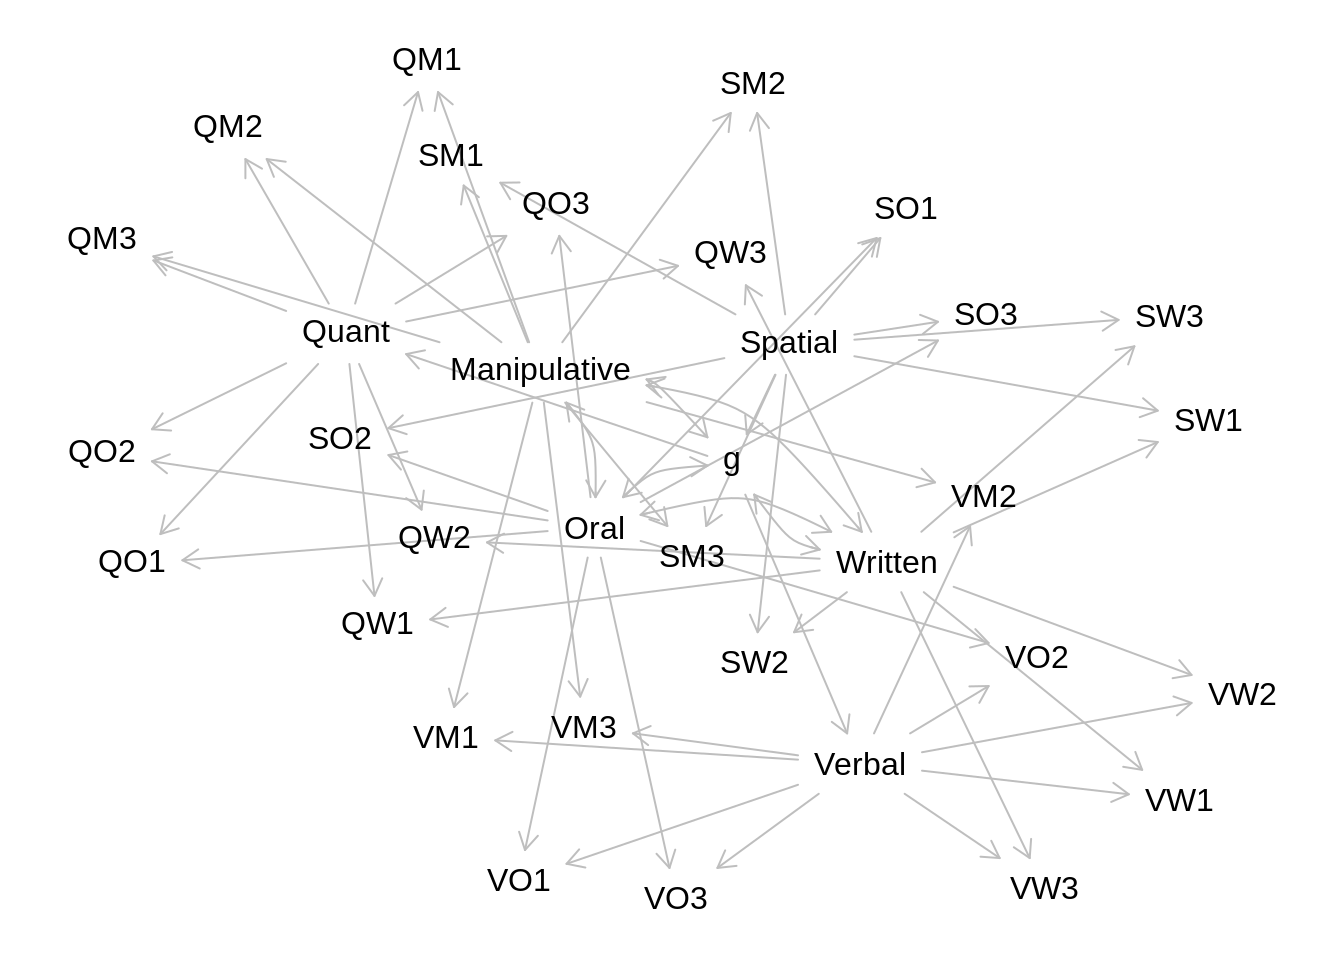 QM1
SM2
QM2
SM1
QO3
SO1
QM3
QW3
SO3
SW3
Quant
Spatial
Manipulative
SW1
SO2
QO2
g
VM2
Oral
QW2
SM3
QO1
Written
QW1
VO2
SW2
VW2
VM3
VM1
Verbal
VW1
VO1
VW3
VO3